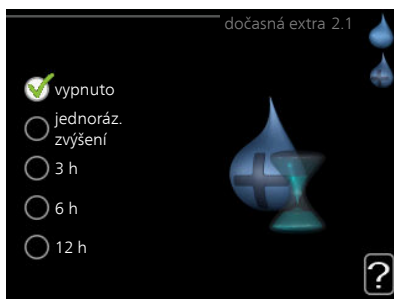 dočasná extra 2.1
vypnuto
jednoráz.
zvýšení
3 h
6 h
12 h
?